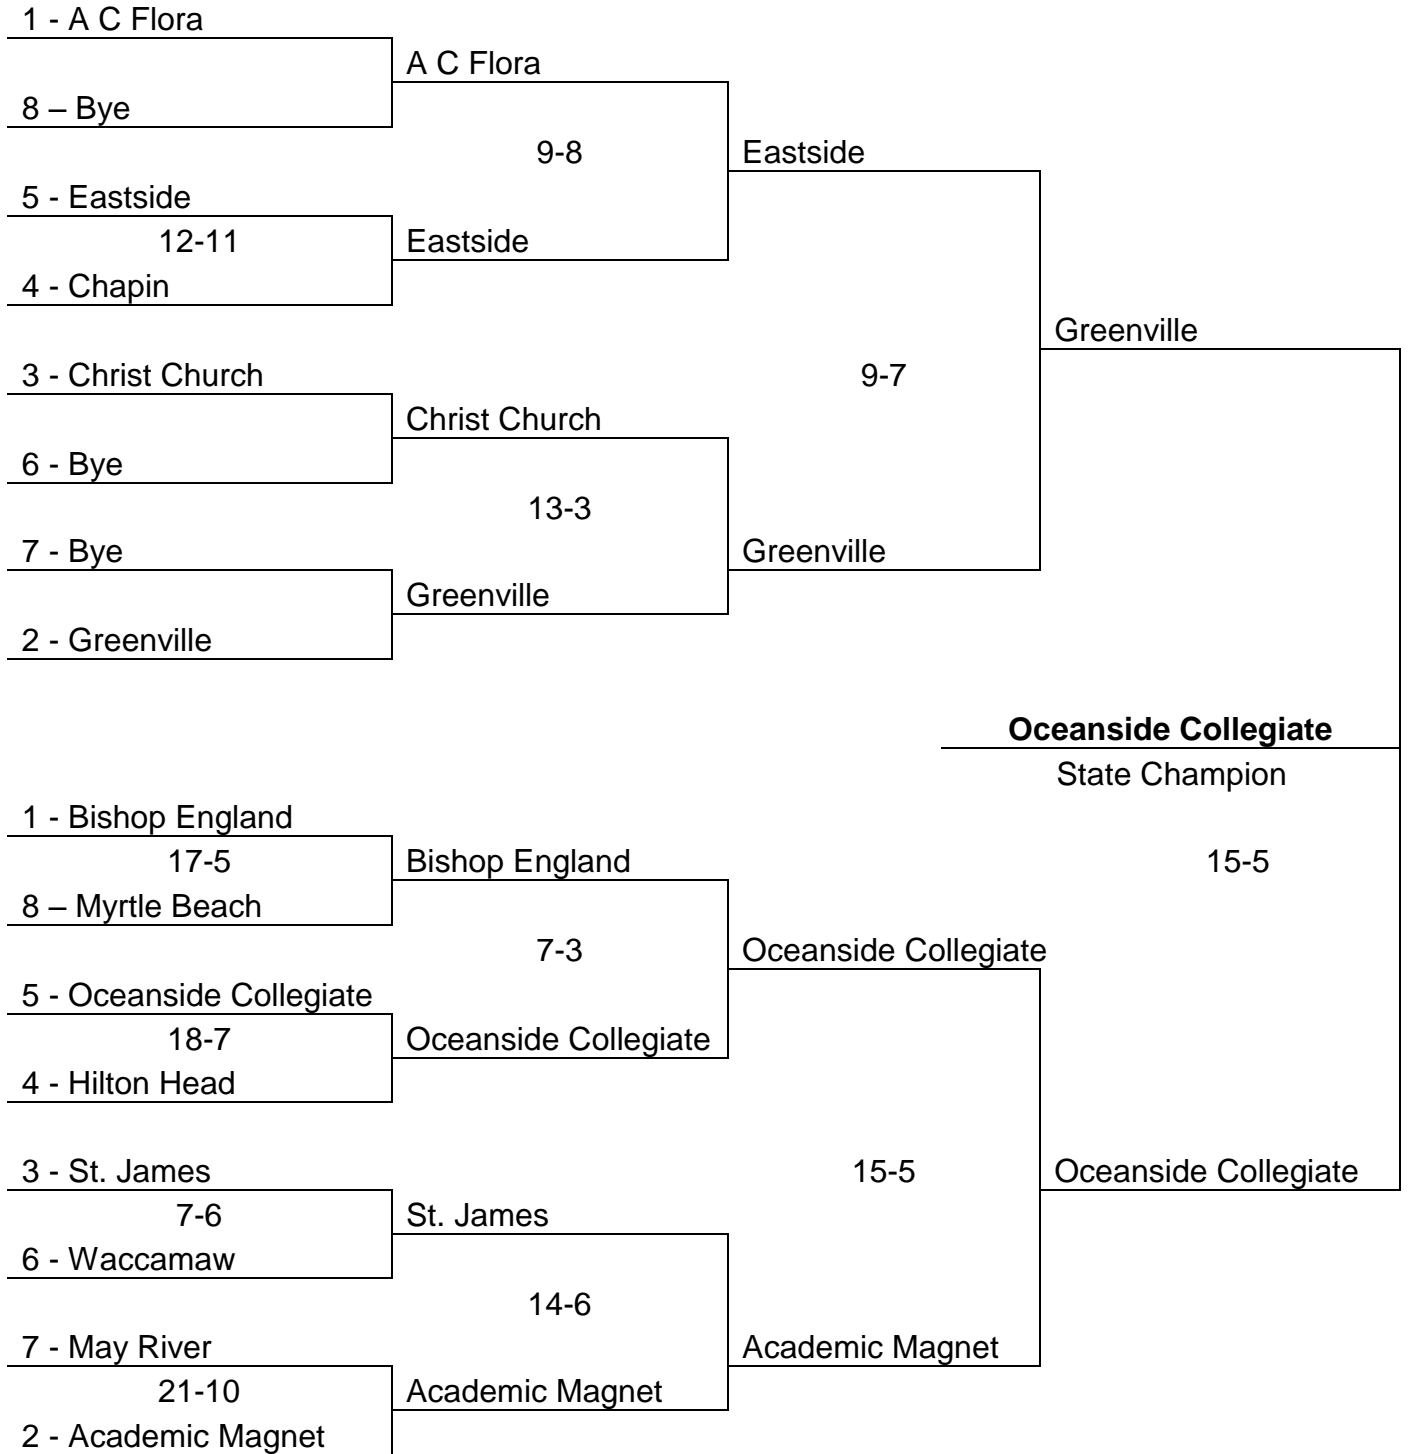 1 - A C Flora
A C Flora
8 – Bye
9-8
Eastside
5 - Eastside
12-11
Eastside
4 - Chapin
Greenville
3 - Christ Church
9-7
Christ Church
6 - Bye
13-3
7 - Bye
Greenville
Greenville
2 - Greenville
Oceanside Collegiate
State Champion
1 - Bishop England
17-5
Bishop England
15-5
8 – Myrtle Beach
7-3
Oceanside Collegiate
5 - Oceanside Collegiate
18-7
Oceanside Collegiate
4 - Hilton Head
3 - St. James
15-5
Oceanside Collegiate
7-6
St. James
6 - Waccamaw
14-6
7 - May River
Academic Magnet
21-10
Academic Magnet
2 - Academic Magnet